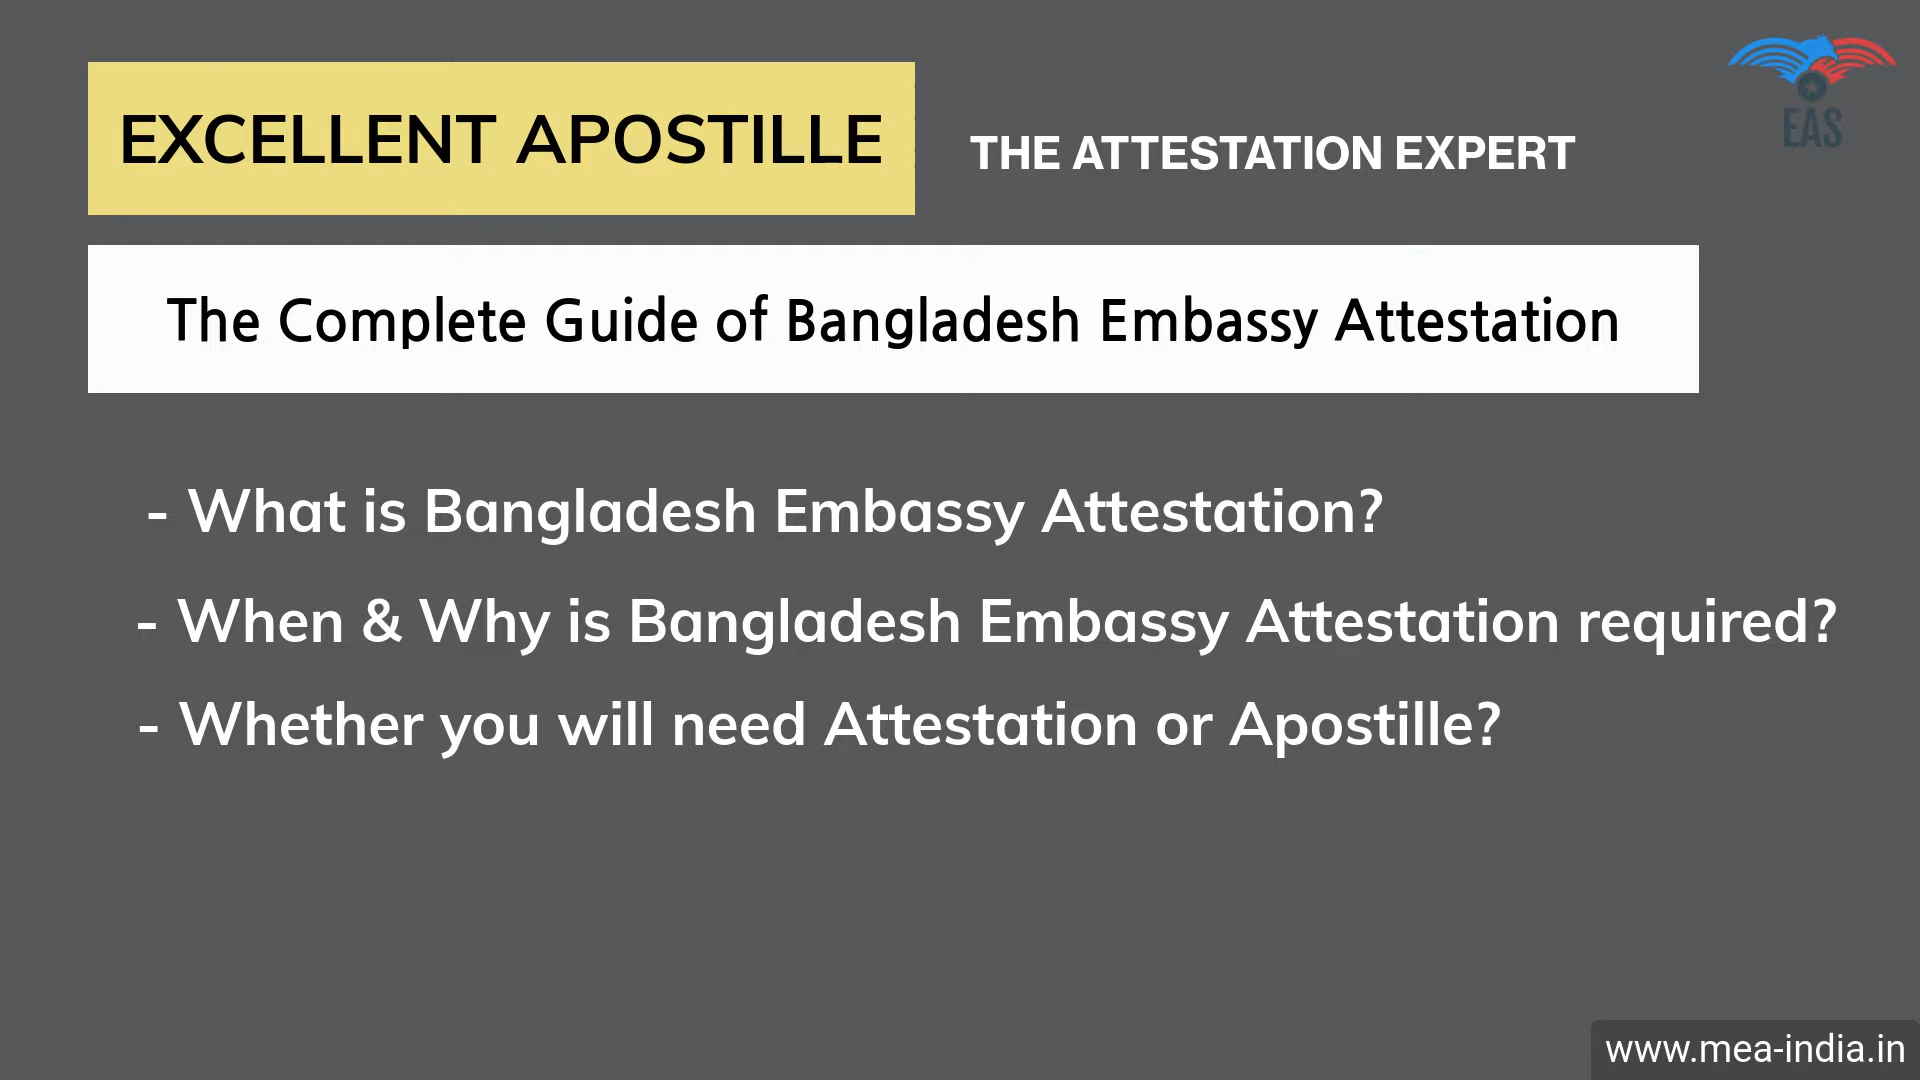 EXCELLENT APOSTILLE
THE ATTESTATION EXPERT
EAS
The Complete Guide of Bangladesh Embassy Attestation
- What is Bangladesh Embassy Attestation?
- When & Why is Bangladesh Embassy Attestation required?
- Whether you will need Attestation or Apostille?
www.mea-india.in